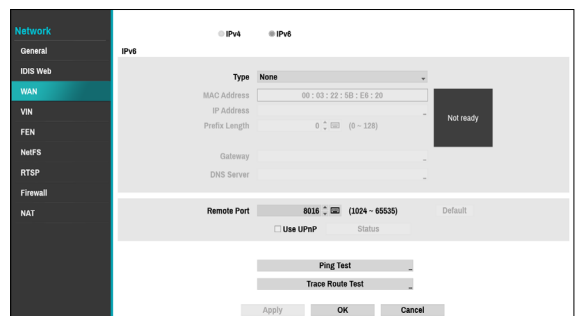 Network
General
IDIS Web
WAN
VIN
FEN
NetFS
RTSP
Firewall
NAT
IPv4 IPv6
IPv6
Type None
MAC Address 00 : 03 : 22 : 5B : E6 : 29
IP Address
Prefix Length 0 (0 ~ 128)
Not ready
Gateway
DNS Server
Remote Port 8016 (1024 ~ 65535) Default
Use UPnP Status
Ping Test
Trace Route Test
Apply OK Cancel